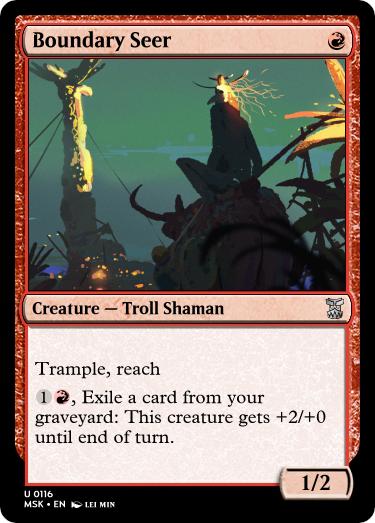 Boundary Seer
Creature — Troll Shaman
Trample, reach
1, Exile a card from your
graveyard: This creature gets +2/+0
until end of turn.
1/2
U 0116
MSK • EN LEI MIN